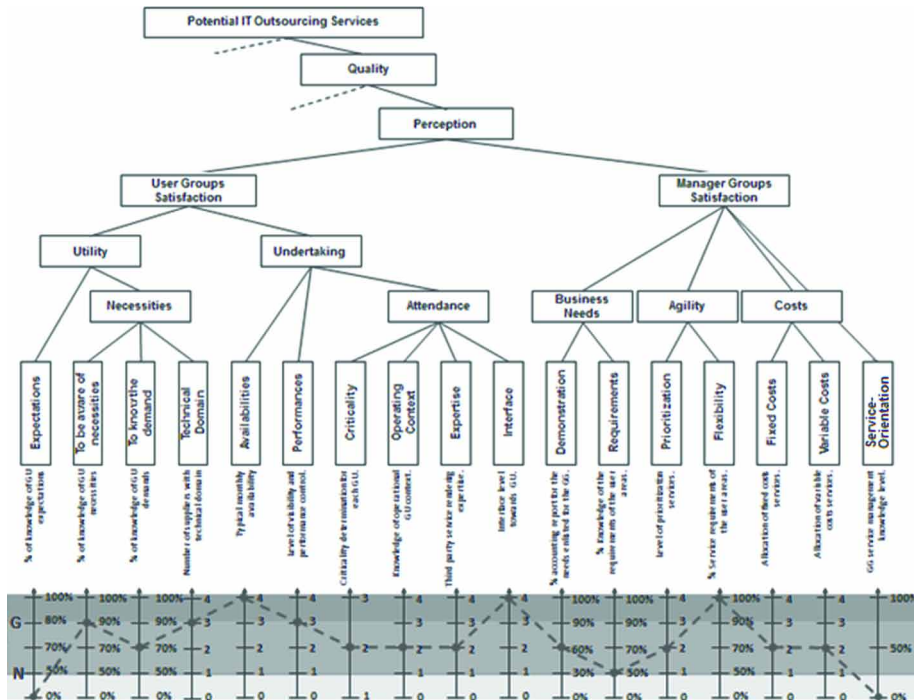 Potential IT Outsourcing Services
Quality
Perception
User Groups
Satisfaction
Manager Groups
Satisfaction
Utility
Undertaking
Necessities
Attendance
Business
Needs
Agility
Costs
Expectations
To be aware of
necessities
To knourthe
demand
Technical
Domain
Availabilities
Performances
Criticality
Operating
Context
Expertise
Interface
Demonstration
Requirements
Prioritization
Flexibility
Fixed Costs
Variable Costs
Service-
Orientation
% of knowledge of GU
expectations.
% of knowledge of GU
necessities
% of knowledge of GU
demands
Number of suppliers with
technical domain
Typical monthly
availability
Level of visibility and
performance control.
Criticality determination for
each GU.
Knowledge of operational
GU context.
Third party service rendering
expertise.
Interface level
towards GU.
% accounting report for the
needs enlisted for the GG.
% Knowledge of the
requirements of the user
areas.
Level of prioritization
services.
% Service requirements of
the user areas.
Allocation of fixed costs
services.
Allocation of variable
costs services.
GG service management
knowledge level.
100% 100% 100% 4 4 4 3 4 4 4 100% 100% 4 100% 4 4 100%
G 80% 90% 90% 3 3 3 3 3 3 90% 90% 3 90% 3 3
70% 70% 70% 2 2 2 2 2 2 2 60% 70% 2 70% 2 2 50%
N 50% 50% 50% 1 1 1 1 1 1 30% 50% 1 50% 1 1
0% 0% 0% 0 0 0 1 0 0 0 0% 0% 0 0% 0 0 0%